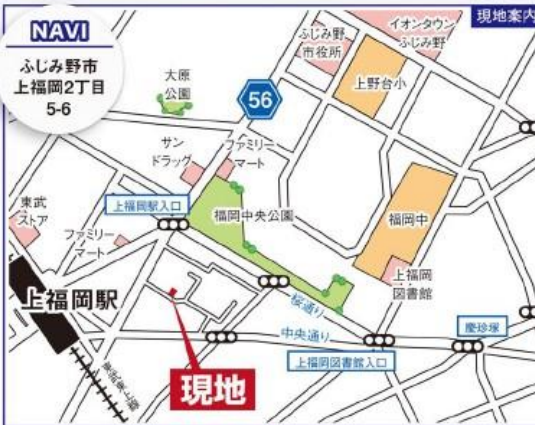 NAVI
ふじみ野市
上福岡2丁目
5-6
現地案内
ふじみ野
市役所
イオンタウン
ふじみ野
上野台小
大原
公園
56
サン
ドラッグ
ファミリー
マート
東武
ストア
上福岡駅入口
福岡中央公園
福岡中
ファミリー
マート
上福岡
図書館
上福岡駅
桜通り
中央通り
慶珍塚
上福岡図書館入口
現地
東武東上線